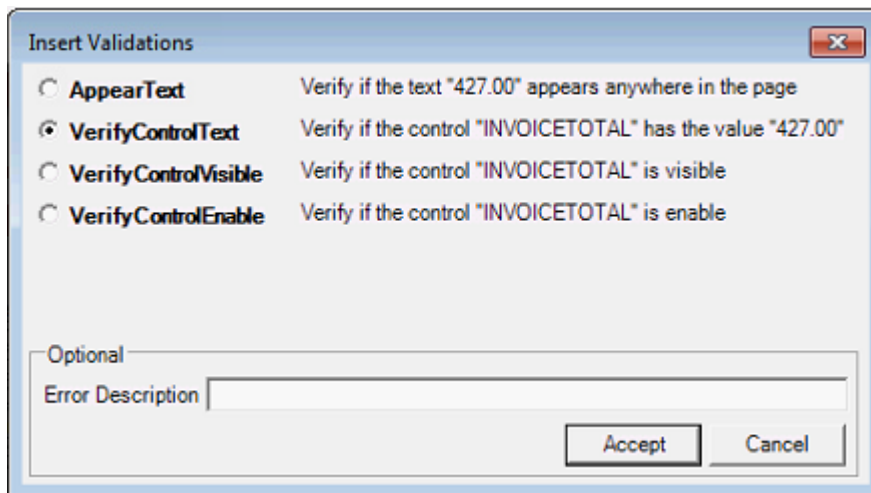 Insert Validations
AppearText Verify if the text "427.00" appears anywhere in the page
VerifyControlText Verify if the control "INVOICETOTAL" has the value "427.00"
VerifyControlVisible Verify if the control "INVOICETOTAL" is visible
VerifyControlEnable Verify if the control "INVOICETOTAL" is enable
Optional
Error Description
Accept Cancel